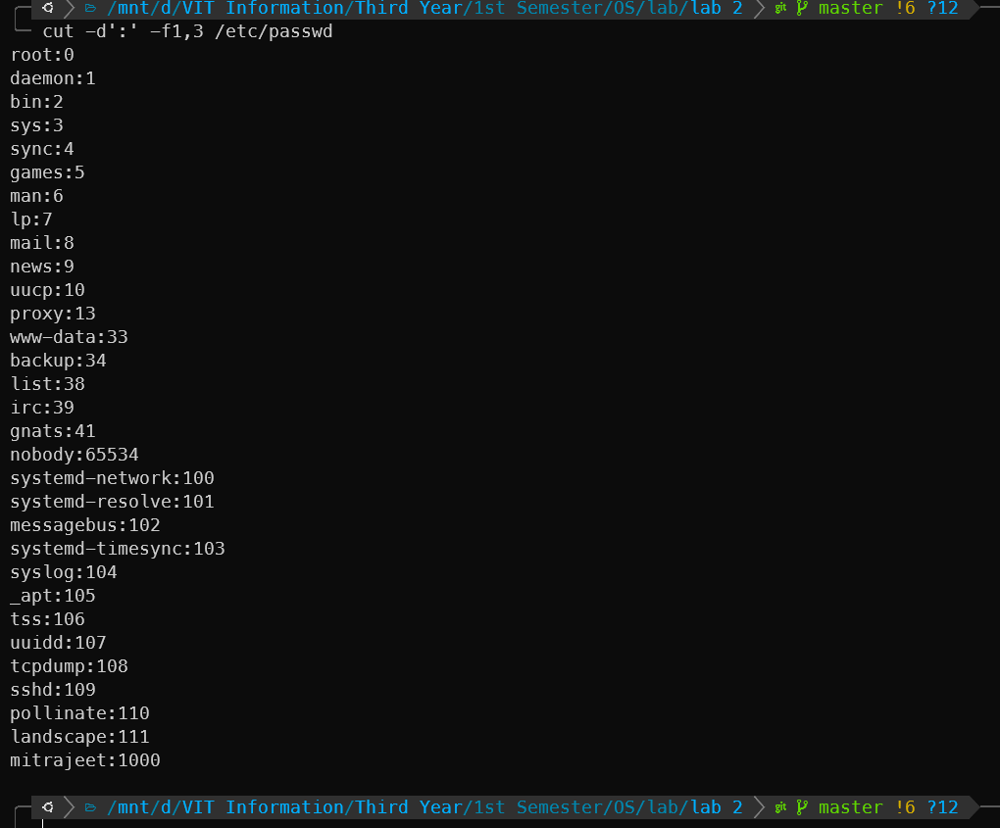 /mnt/d/VIT Information/Third Year/1st Semester/OS/lab/lab 2 git master !6 ?12
cut -d':' -f1,3 /etc/passwd
root:0
daemon:1
bin:2
sys:3
sync:4
games:5
man:6
lp:7
mail:8
news:9
uucp:10
proxy:13
www-data:33
backup:34
list:38
irc:39
gnats:41
nobody:65534
systemd-network:100
systemd-resolve:101
messagebus:102
systemd-timesync:103
syslog:104
_apt:105
tss:106
uuidd:107
tcpdump:108
sshd:109
pollinate:110
landscape:111
mitrajeet:1000
/mnt/d/VIT Information/Third Year/1st Semester/OS/lab/lab 2 git master !6 ?12